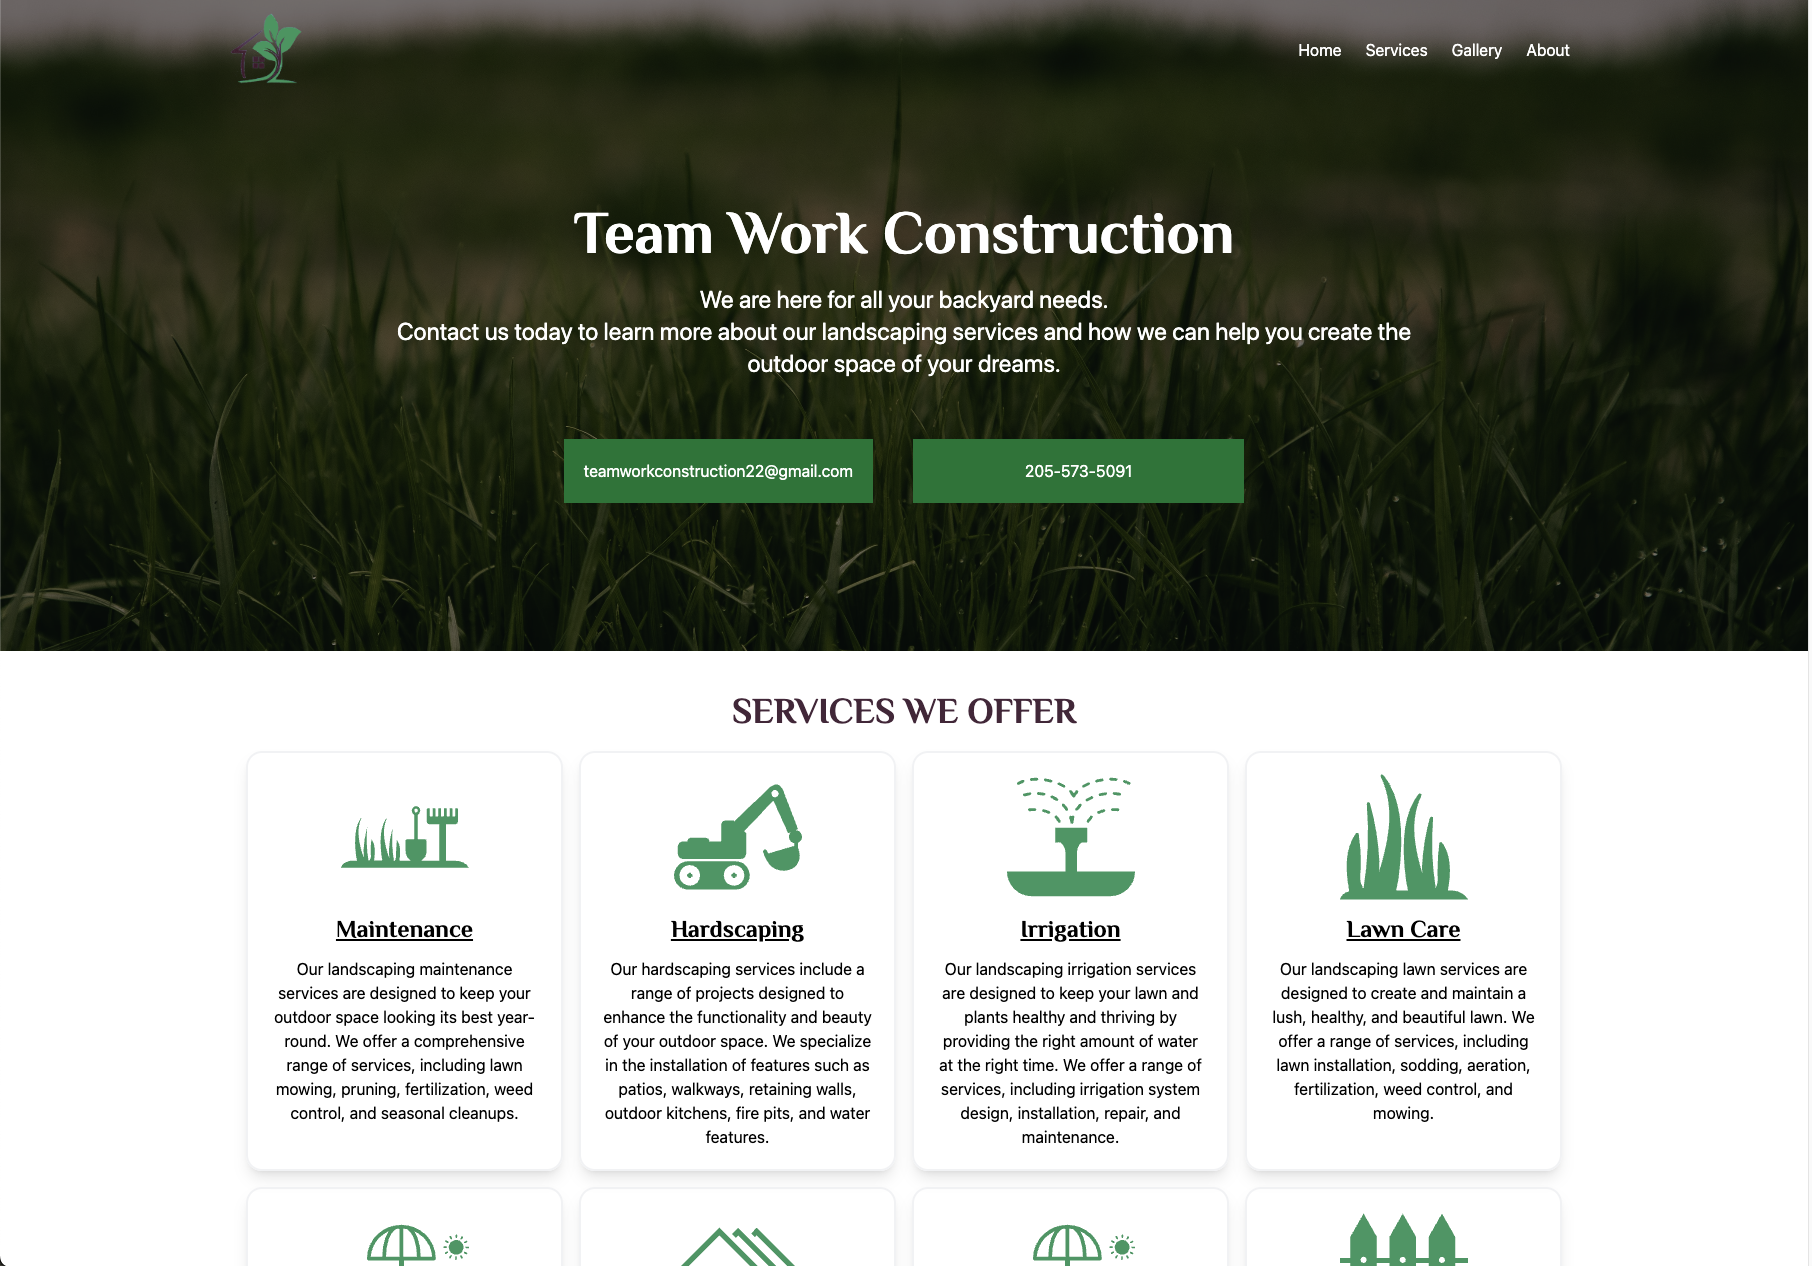 Home Services Gallery About
Team Work Construction
We are here for all your backyard needs.
Contact us today to learn more about our landscaping services and how we can help you create the
outdoor space of your dreams.
teamworkconstruction22@gmail.com
205-573-5091
SERVICES WE OFFER
Maintenance
Our landscaping maintenance
services are designed to keep your
outdoor space looking its best year-
round. We offer a comprehensive
range of services, including lawn
mowing, pruning, fertilization, weed
control, and seasonal cleanups.
Hardscaping
Our hardscaping services include a
range of projects designed to
enhance the functionality and beauty
of your outdoor space. We specialize
in the installation of features such as
patios, walkways, retaining walls,
outdoor kitchens, fire pits, and water
features.
Irrigation
Our landscaping irrigation services
are designed to keep your lawn and
plants healthy and thriving by
providing the right amount of water
at the right time. We offer a range of
services, including irrigation system
design, installation, repair, and
maintenance.
Lawn Care
Our landscaping lawn services are
designed to create and maintain a
lush, healthy, and beautiful lawn. We
offer a range of services, including
lawn installation, sodding, aeration,
fertilization, weed control, and
mowing.